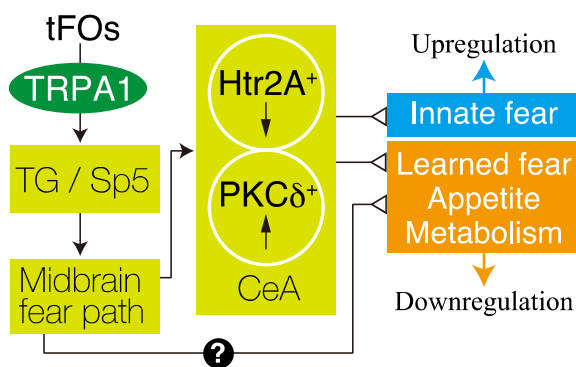 tFOs
TRPA1
TG / Sp5
Midbrain
fear path
Htr2A⁺
PKCδ⁺
CeA
?
Upregulation
Innate fear
Learned fear
Appetite
Metabolism
Downregulation